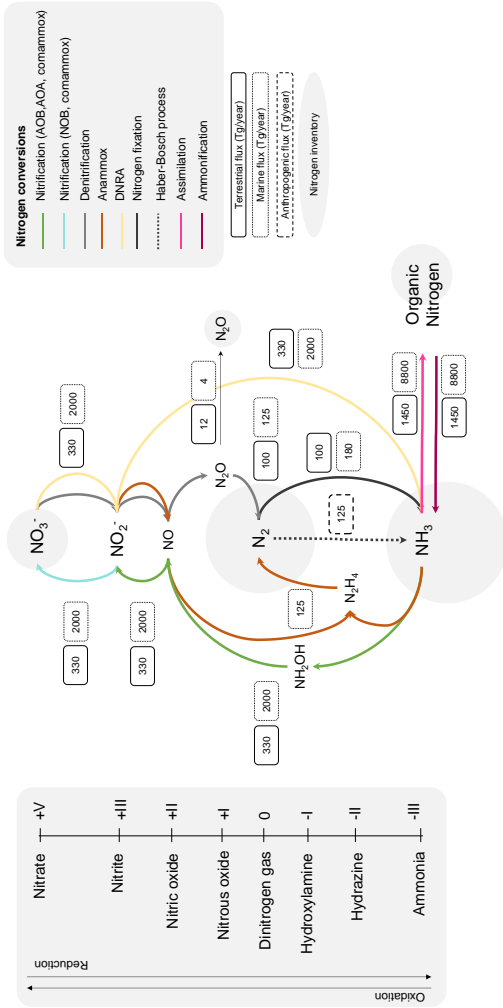 Nitrogen conversions
Nitrification (AOB,AOA, comammox)
Nitrification (NOB, comammox)
Denitrification
Anammox
DNRA
Nitrogen fixation
Haber-Bosch process
Assimilation
Ammonification
Terrestrial flux (Tg/year)
Marine flux (Tg/year)
Anthropogenic flux (Tg/year)
Nitrogen inventory
NO3-
330 2000
330 2000
NO2-
330 2000
NO
12 4
N2O
N2O
100 125
N2
330 2000
100 180
125
125
N2H4
NH2OH
330 2000
NH3
1450 8800
1450 8800
Organic
Nitrogen
Reduction
Oxidation
Nitrate +V
Nitrite +III
Nitric oxide +II
Nitrous oxide +I
Dinitrogen gas 0
Hydroxylamine -I
Hydrazine -II
Ammonia -III